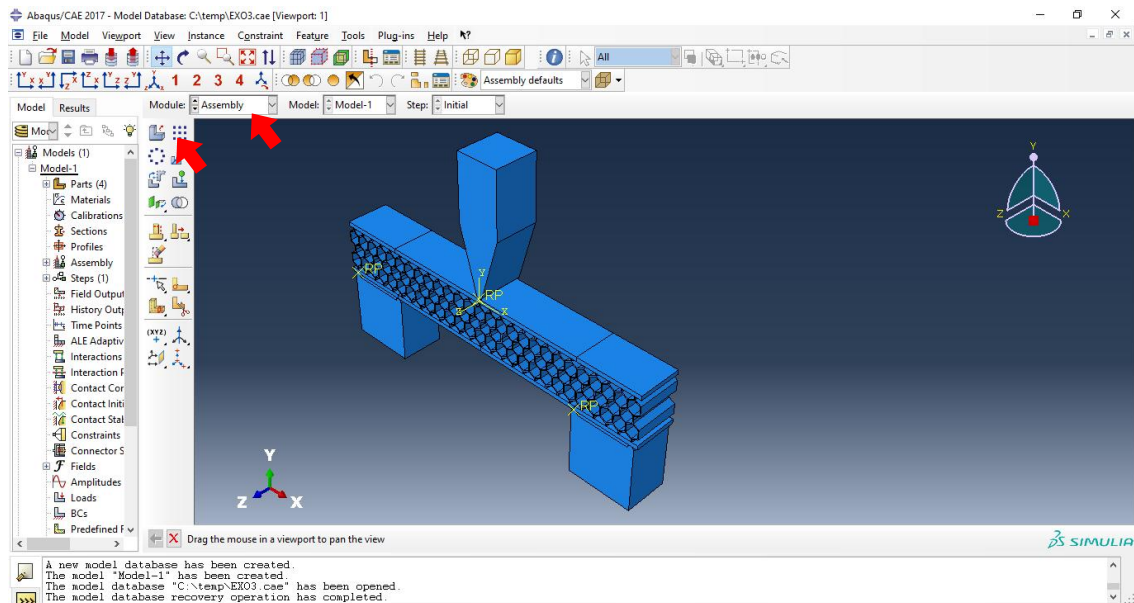 Abaqus/CAE 2017 - Model Database: C:\temp\EXO3.cae [Viewport: 1]
File Model Viewport View Instance Constraint Feature Tools Plug-ins Help
All
1 2 3 4 Assembly defaults
Model Results Module: Assembly Model: Model-1 Step: Initial
Models (1)
Model-1
Parts (4)
Materials
Calibrations
Sections
Profiles
Assembly
Steps (1)
Field Output
History Outp
Time Points
ALE Adaptiv
Interactions
Interaction P
Contact Cor
Contact Initi
Contact Stal
Constraints
Connector S
Fields
Amplitudes
Loads
BCs
Predefined F
(XYZ)
Y
Z X
RP
Y
RP
Z X
RP
Y
Z X
Drag the mouse in a viewport to pan the view
SIMULIA
A new model database has been created.
The model "Model-1" has been created.
The model database "C:\temp\EXO3.cae" has been opened.
The model database recovery operation has completed.